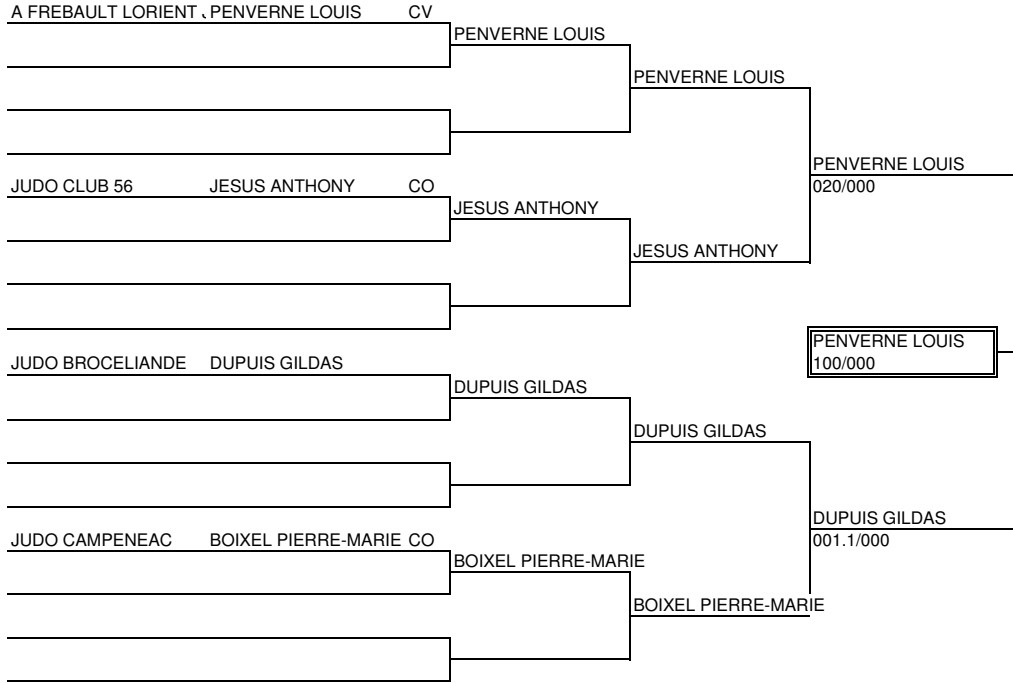 A FREBAULT LORIENT PENVERNE LOUIS CV
PENVERNE LOUIS
PENVERNE LOUIS
PENVERNE LOUIS
020/000
JUDO CLUB 56 JESUS ANTHONY CO
JESUS ANTHONY
JESUS ANTHONY
PENVERNE LOUIS
100/000
JUDO BROCELIANDE DUPUIS GILDAS
DUPUIS GILDAS
DUPUIS GILDAS
DUPUIS GILDAS
001.1/000
JUDO CAMPENEAC BOIXEL PIERRE-MARIE CO
BOIXEL PIERRE-MARIE
BOIXEL PIERRE-MARIE